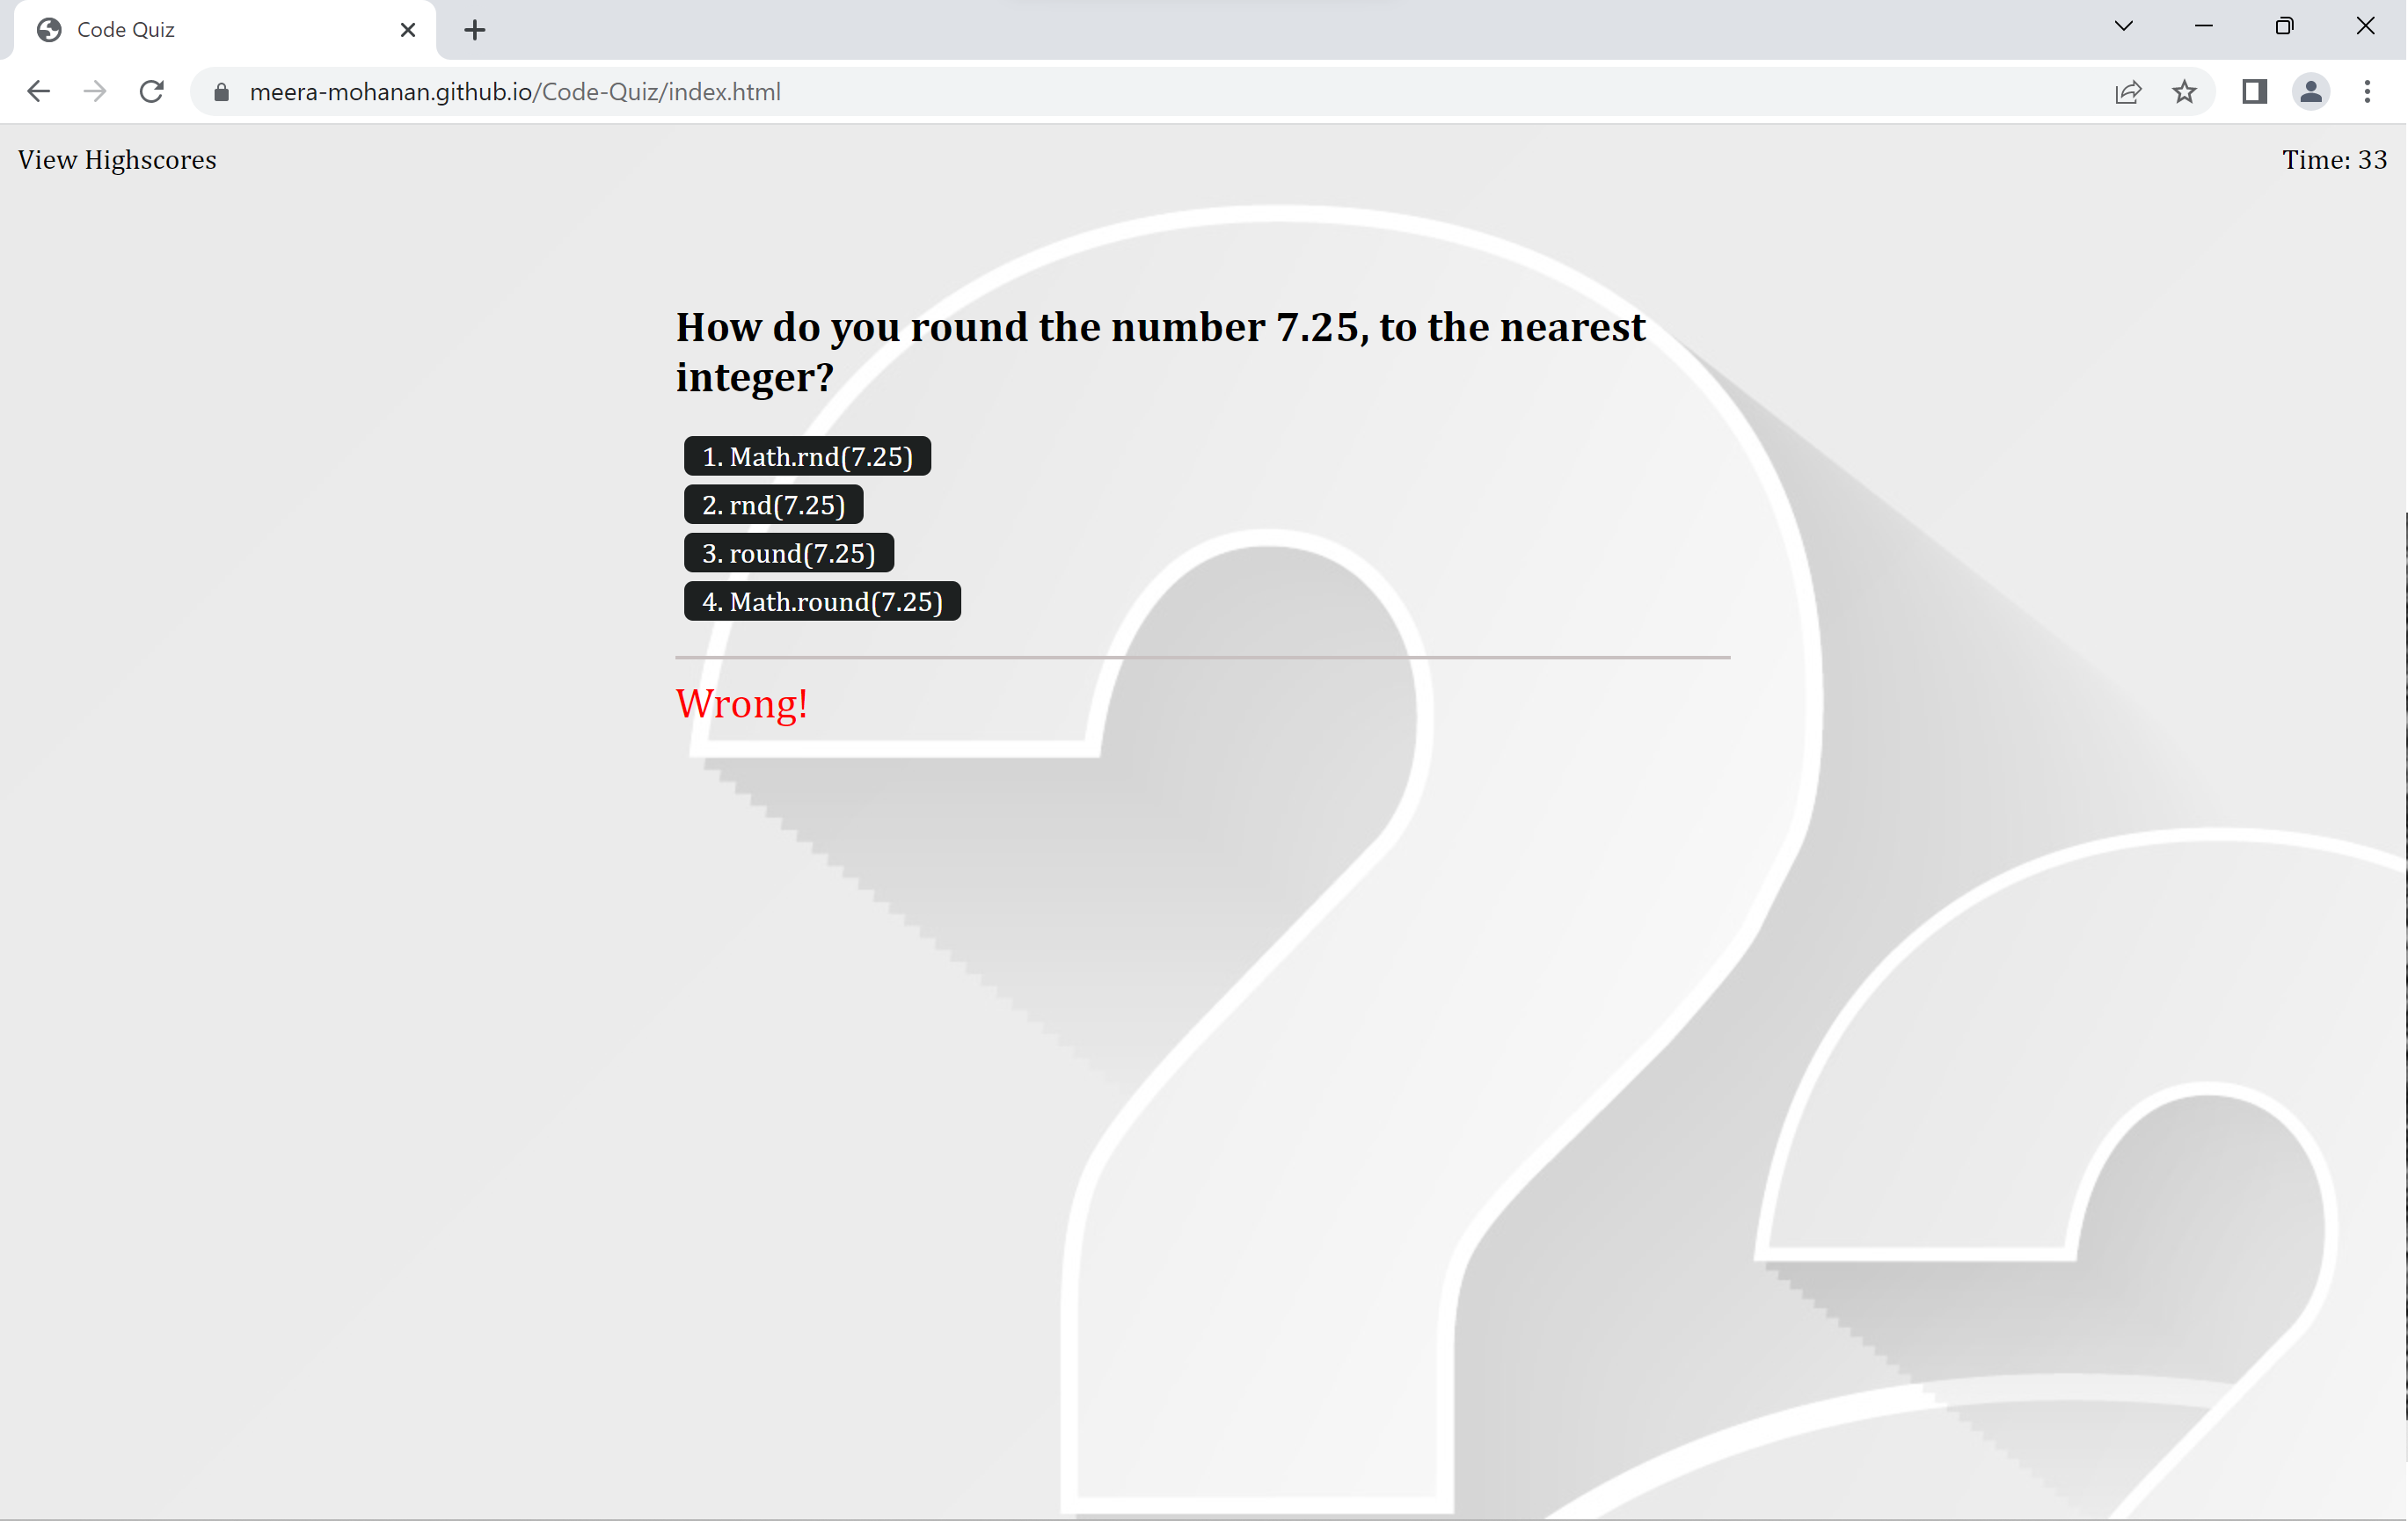 Code Quiz
meera-mohanan.github.io/Code-Quiz/index.html
View Highscores
Time: 33
How do you round the number 7.25, to the nearest
integer?
1. Math.rnd(7.25)
2. rnd(7.25)
3. round(7.25)
4. Math.round(7.25)
Wrong!